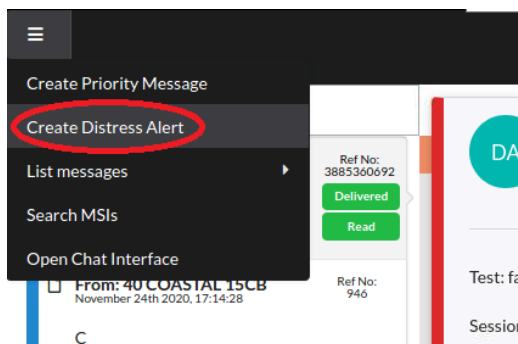 Create Priority Message
Create Distress Alert
DA
Ref No:
3885360692
List messages
Delivered
Search MSIs
Read
Open Chat Interface
From: 40 COASTAL 15CB
November 24th 2020, 17:14:28
Ref No:
946
Test: fa
C
Session